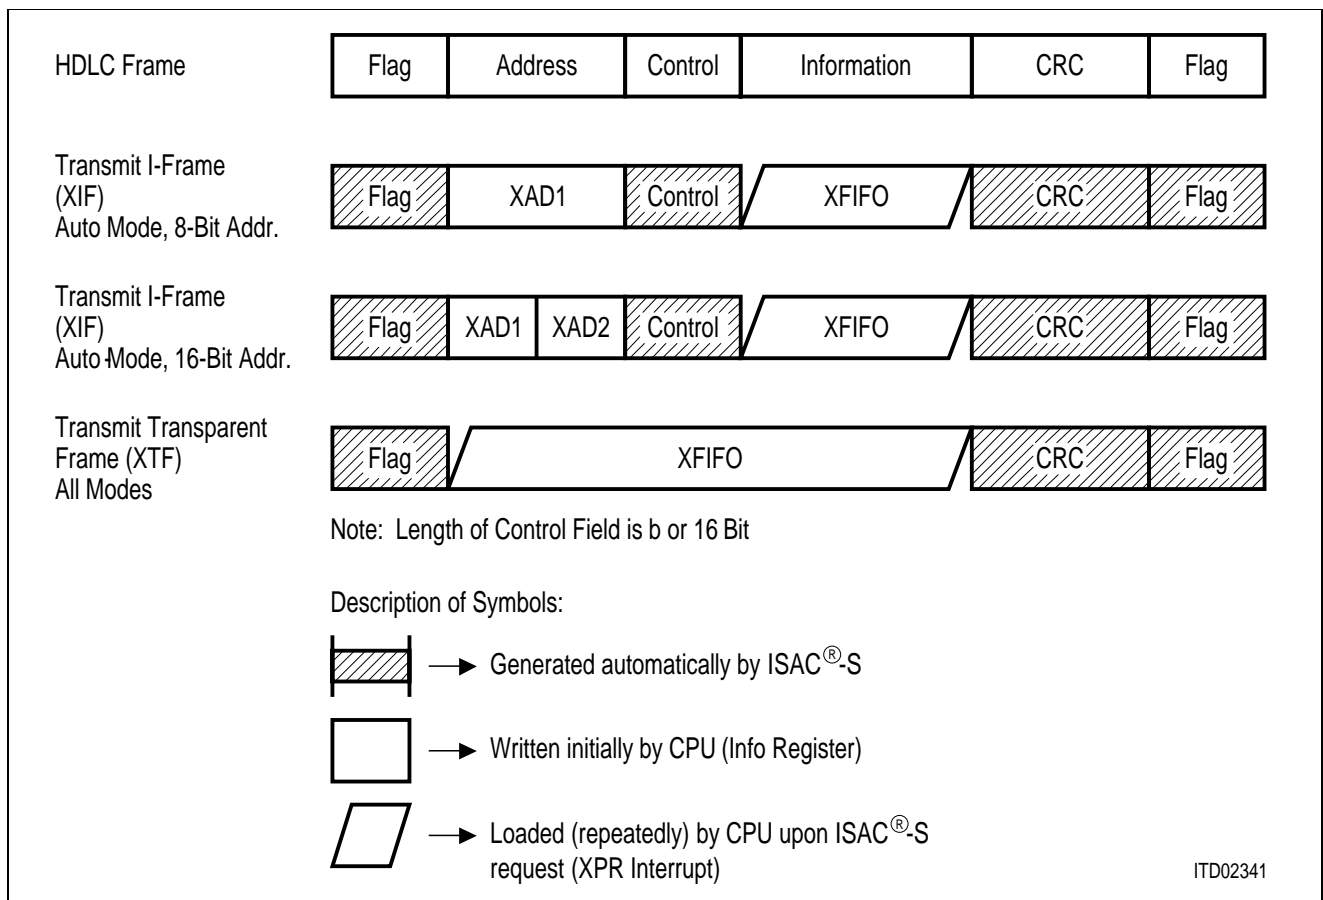 HDLC Frame Flag Address Control Information CRC Flag
Transmit I-Frame
(XIF)
Auto Mode, 8-Bit Addr.
Flag XAD1 Control XFIFO CRC Flag
Transmit I-Frame
(XIF)
Auto-Mode, 16-Bit Addr.
Flag XAD1 XAD2 Control XFIFO CRC Flag
Transmit Transparent
Frame (XTF)
All Modes
Flag XFIFO CRC Flag
Note: Length of Control Field is b or 16 Bit
Description of Symbols:
Generated automatically by ISAC®-S
Written initially by CPU (Info Register)
Loaded (repeatedly) by CPU upon ISAC®-S
request (XPR Interrupt)
ITD02341